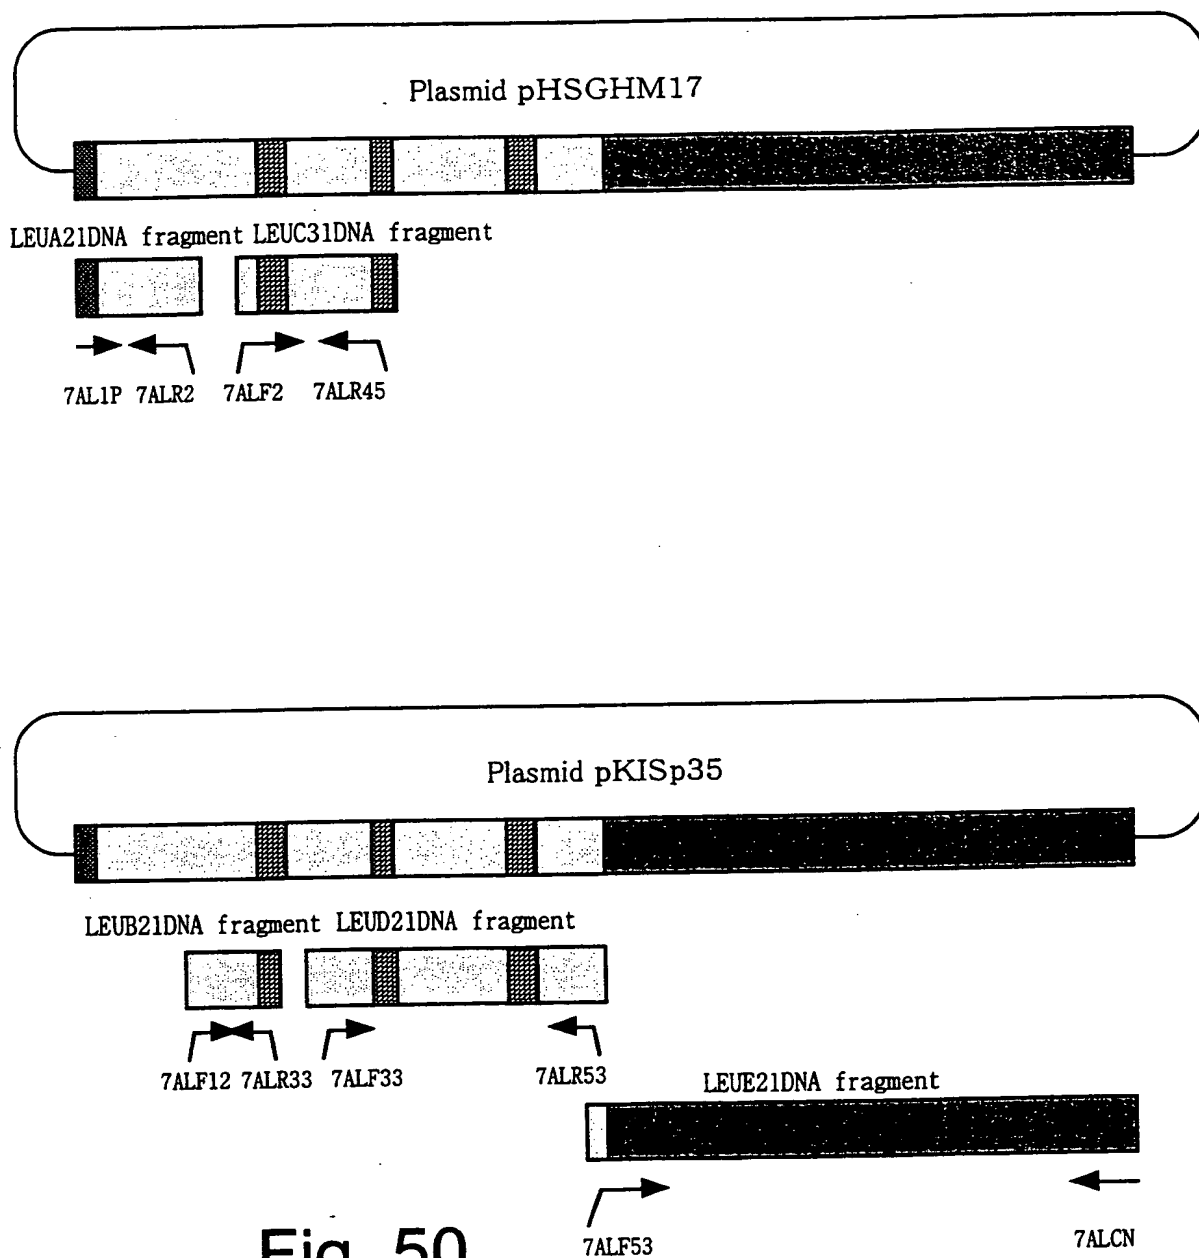 Plasmid pHSGHM17
LEUA21DNA fragment LEUC31DNA fragment
7AL1P 7ALR2 7ALF2 7ALR45
Plasmid pKISp35
LEUB21DNA fragment LEUD21DNA fragment
7ALF12 7ALR33 7ALF33 7ALR53
LEUE21DNA fragment
7ALF53 7ALCN
Fig. 50